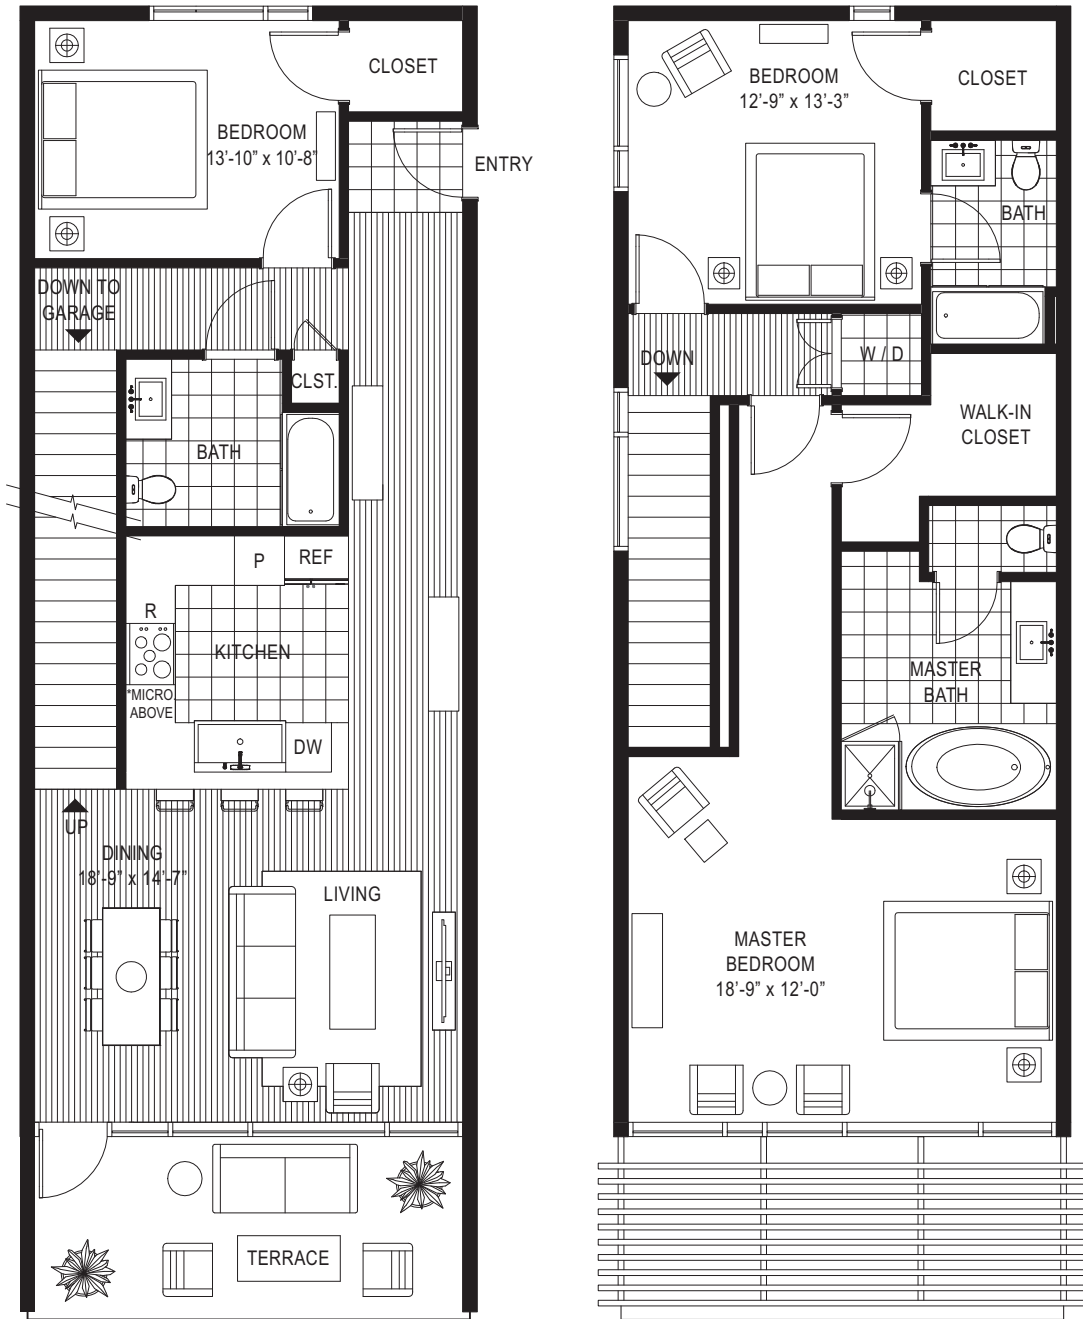 CLOSET
BEDROOM
13’-10” x 10’-8”
ENTRY
DOWN TO
GARAGE
CLST.
BATH
P
REF
R
KITCHEN
*MICRO.
ABOVE
DW
UP
DINING
18’-9” x 14’-7”
LIVING
TERRACE
BEDROOM
12’-9” x 13’-3”
CLOSET
BATH
DOWN
W / D
WALK-IN
CLOSET
MASTER
BATH
MASTER
BEDROOM
18’-9” x 12’-0”